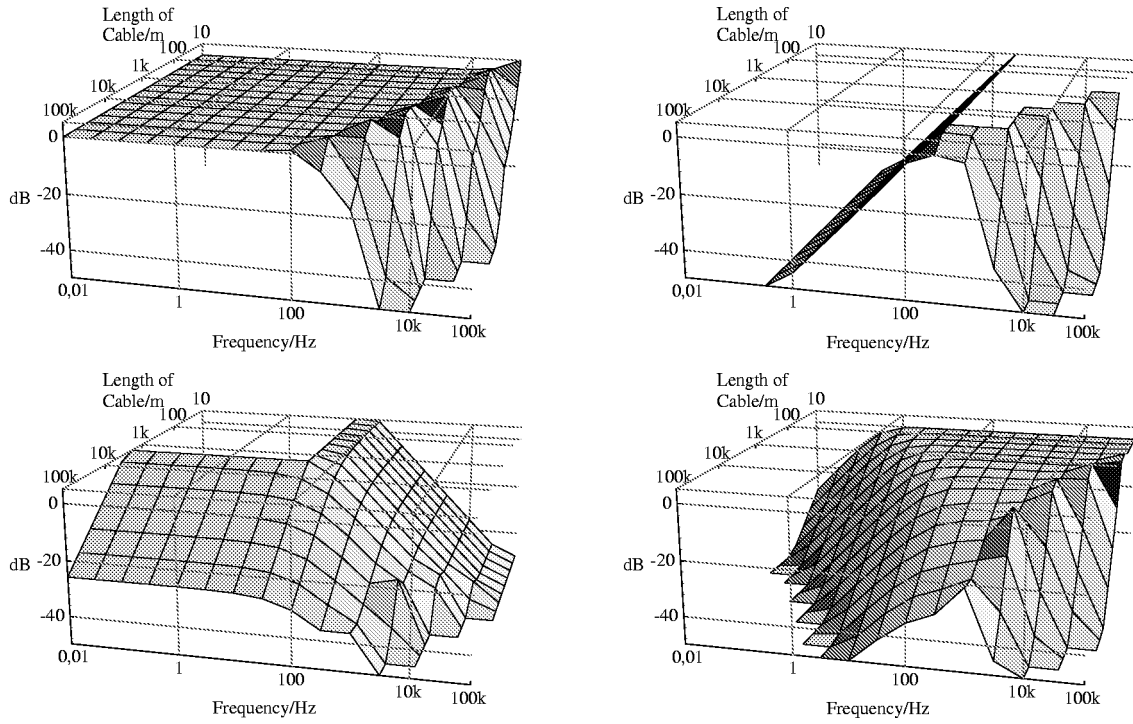 Length of
Cable/m
10
100
1k
10k
100k
0
-20
dB
-40
0,01
1
100
10k
100k
Frequency/Hz
Length of
Cable/m
10
100
1k
10k
100k
0
-20
dB
-40
0,01
1
100
10k
100k
Frequency/Hz
Length of
Cable/m
10
100
1k
10k
100k
0
-20
dB
-40
0,01
1
100
10k
100k
Frequency/Hz
Length of
Cable/m
10
100
1k
10k
100k
0
-20
dB
-40
0,01
1
100
10k
100k
Frequency/Hz